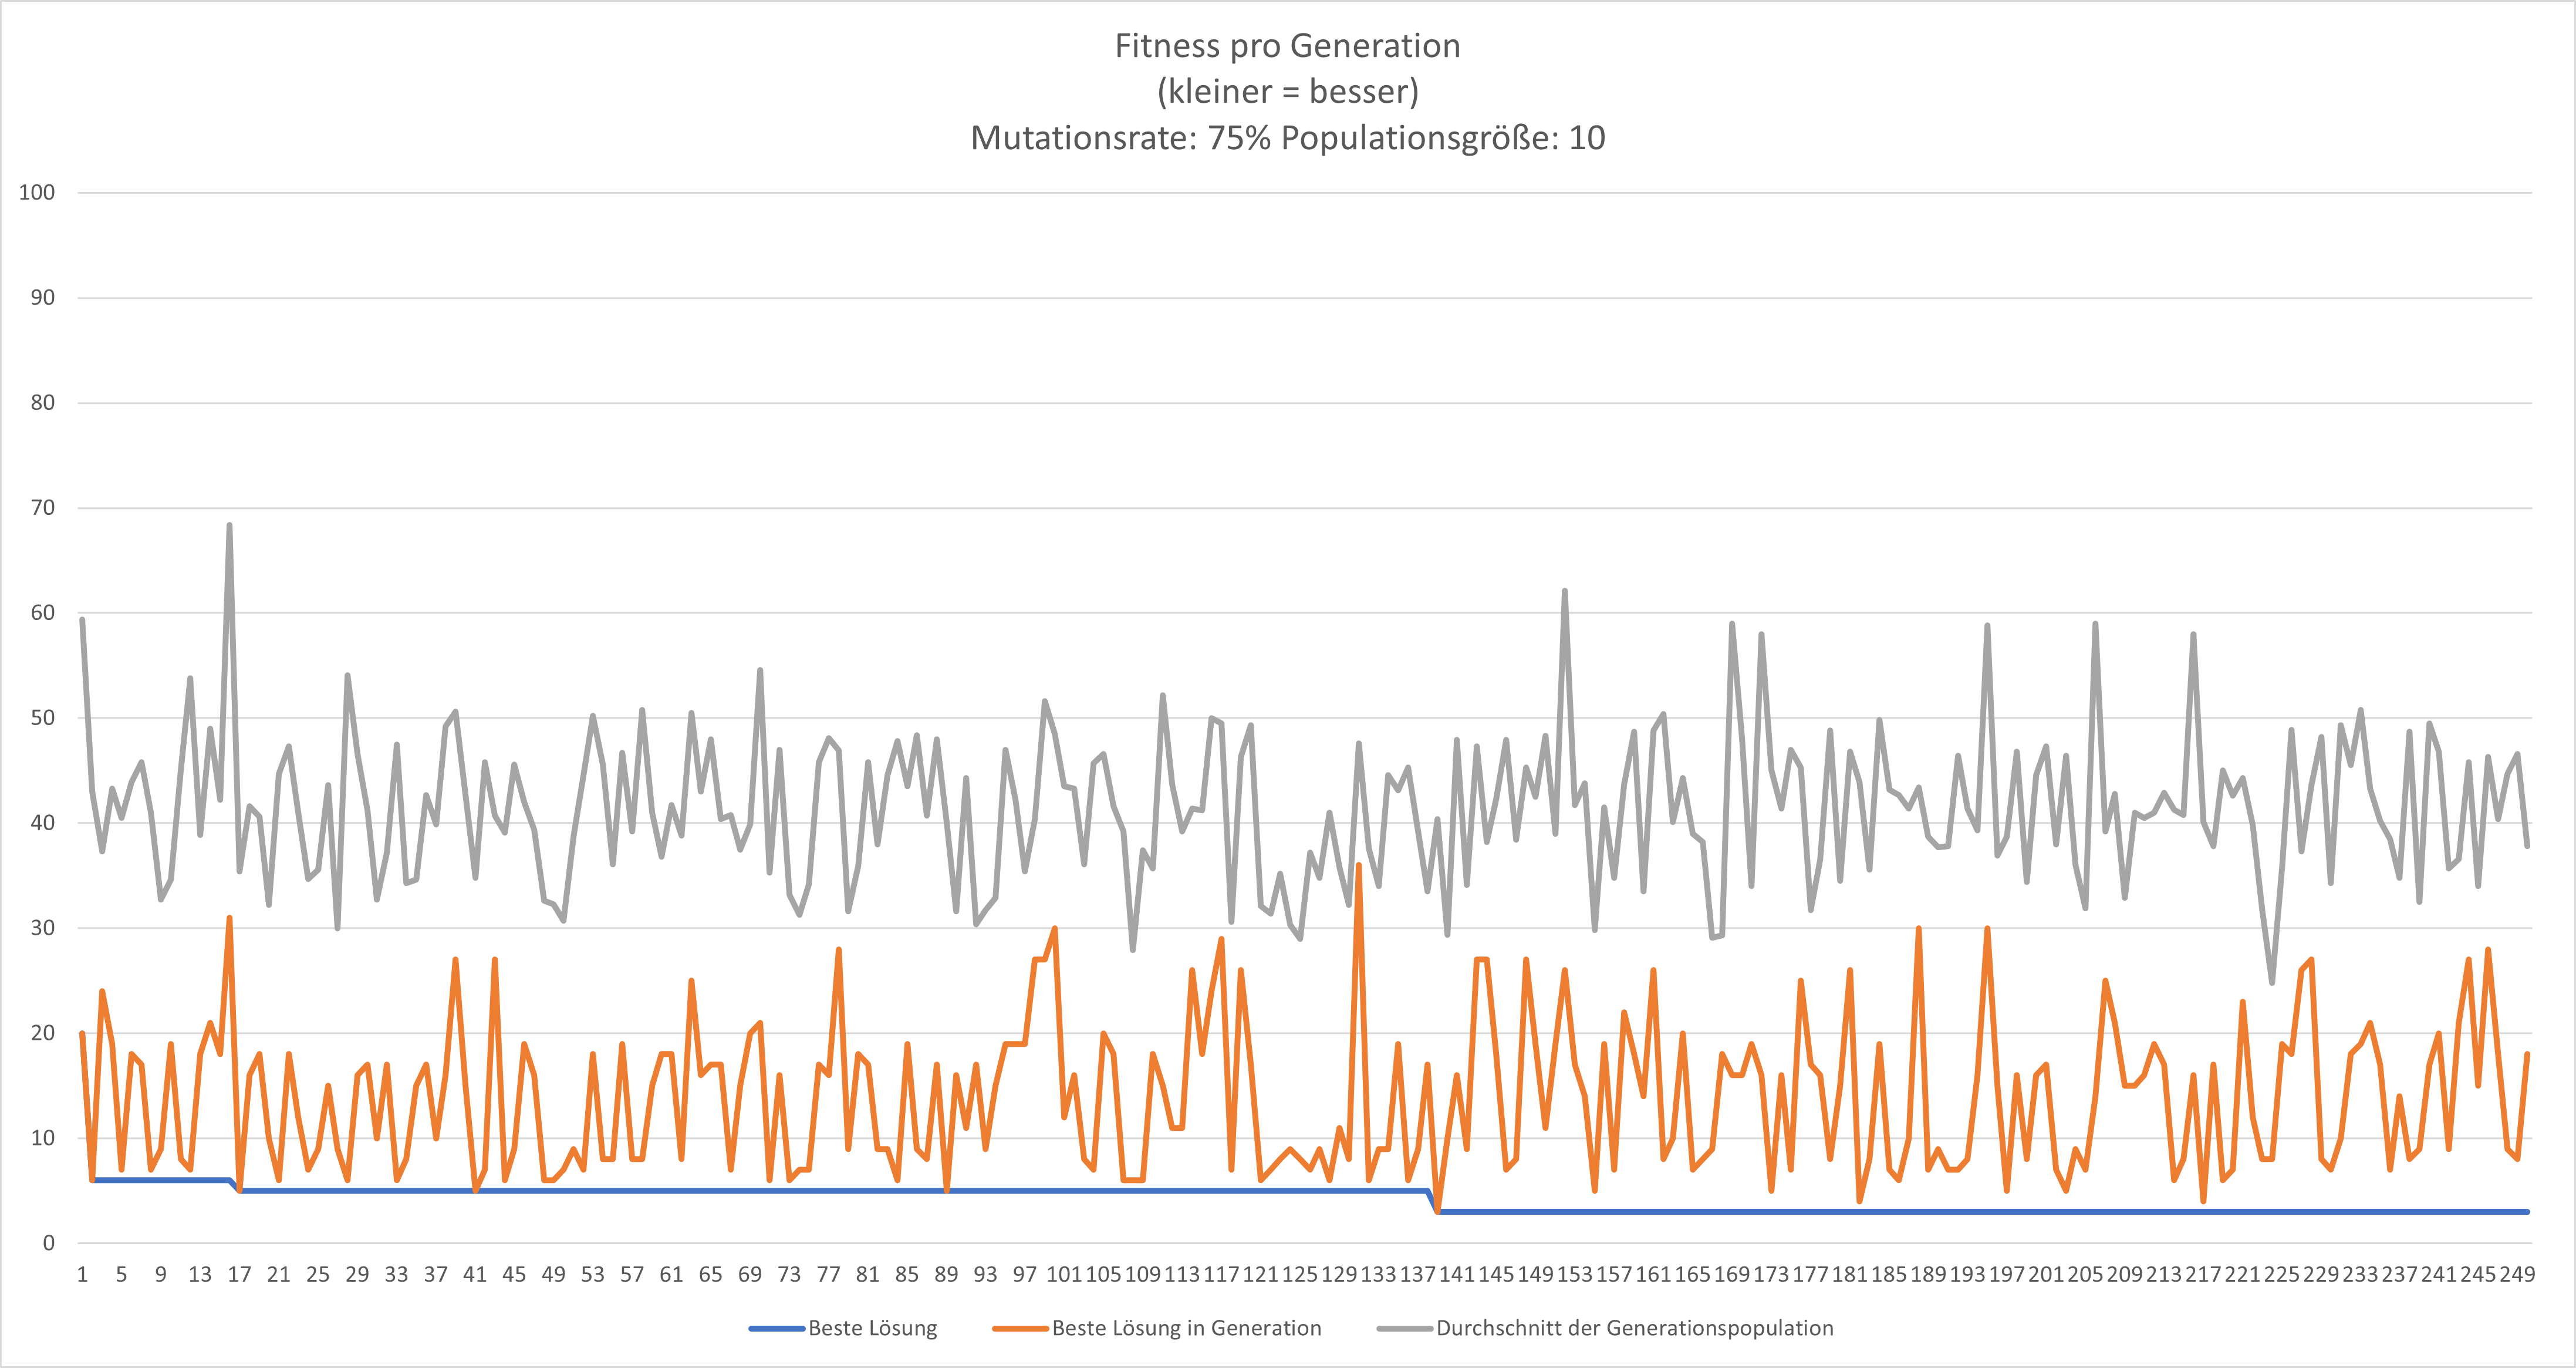 Fitness pro Generation
(kleiner = besser)
Mutationsrate: 75% Populationsgröße: 10
100
90
80
70
60
50
40
30
20
10
0
1 5 9 13 17 21 25 29 33 37 41 45 49 53 57 61 65 69 73 77 81 85 89 93 97 101 105 109 113 117 121 125 129 133 137 141 145 149 153 157 161 165 169 173 177 181 185 189 193 197 201 205 209 213 217 221 225 229 233 237 241 245 249
Beste Lösung Beste Lösung in Generation Durchschnitt der Generationspopulation